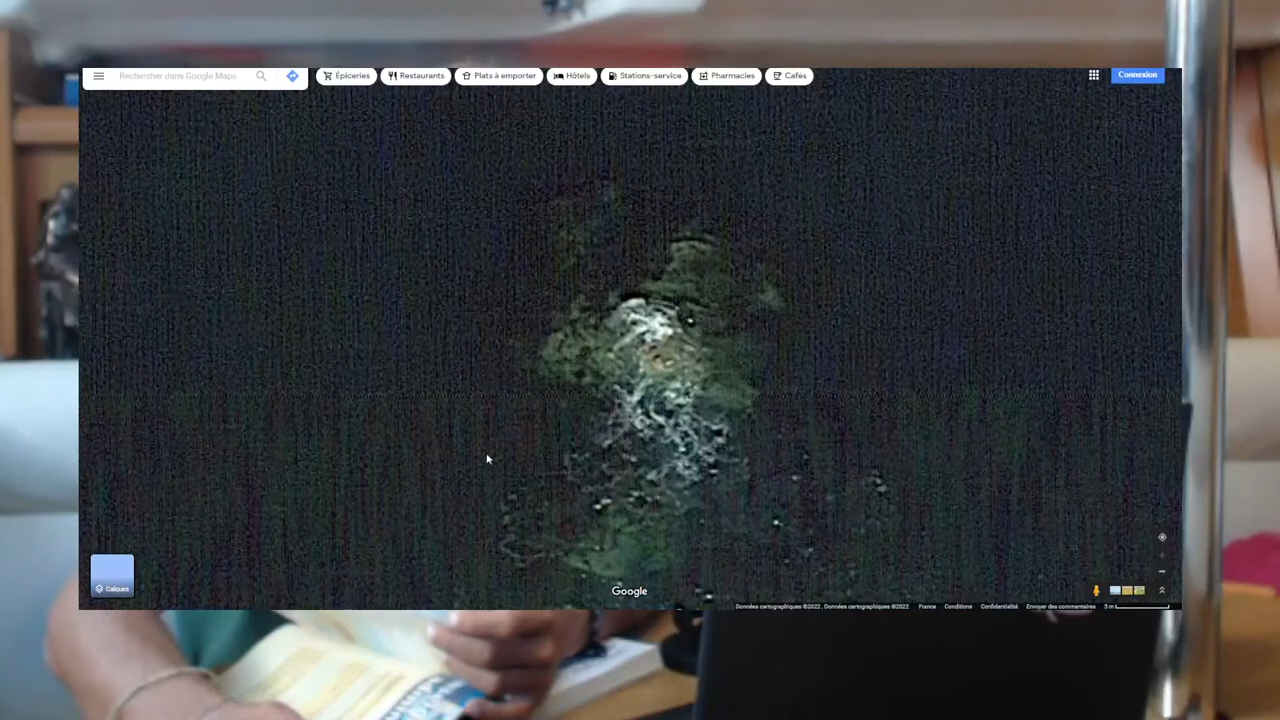 Rechercher dans Google Maps
Épiceries
Restaurants
Plats à emporter
Hôtels
Stations-service
Pharmacies
Cafés
Connexion
Calques
Google
Données cartographiques ©2022 , Données cartographiques ©2022 France Conditions Confidentialité Envoyer des commentaires 5 m